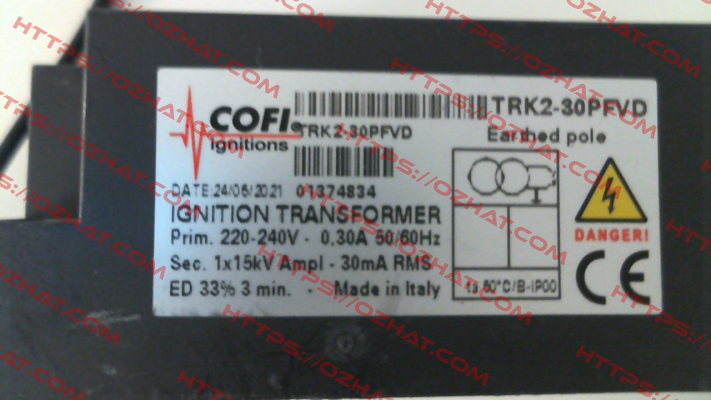 COFI®
ignitions
TRK2-30PFVD
TRK2-30PFVD
Earthed pole
DATE:24/06/2021 01374834
IGNITION TRANSFORMER
Prim. 220-240V - 0,30A 50/60Hz
Sec. 1x15kV Ampl - 30mA RMS
ED 33% 3 min. - Made in Italy
60°C/B-IP00
DANGER!
CE
HTTPS://OZHAT.COM